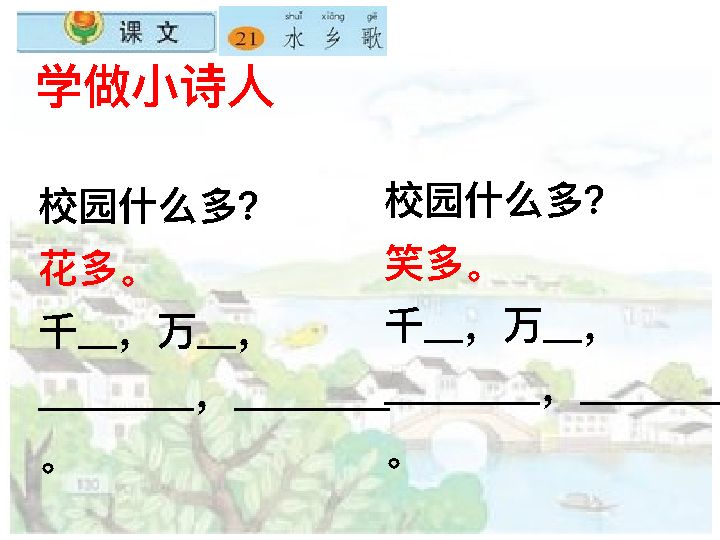 课文
shuǐ xiāng gē
21 水乡歌
学做小诗人
校园什么多?
花多。
千__，万__，
________，________
。
校园什么多?
笑多。
千__，万__，
________，________
。
130